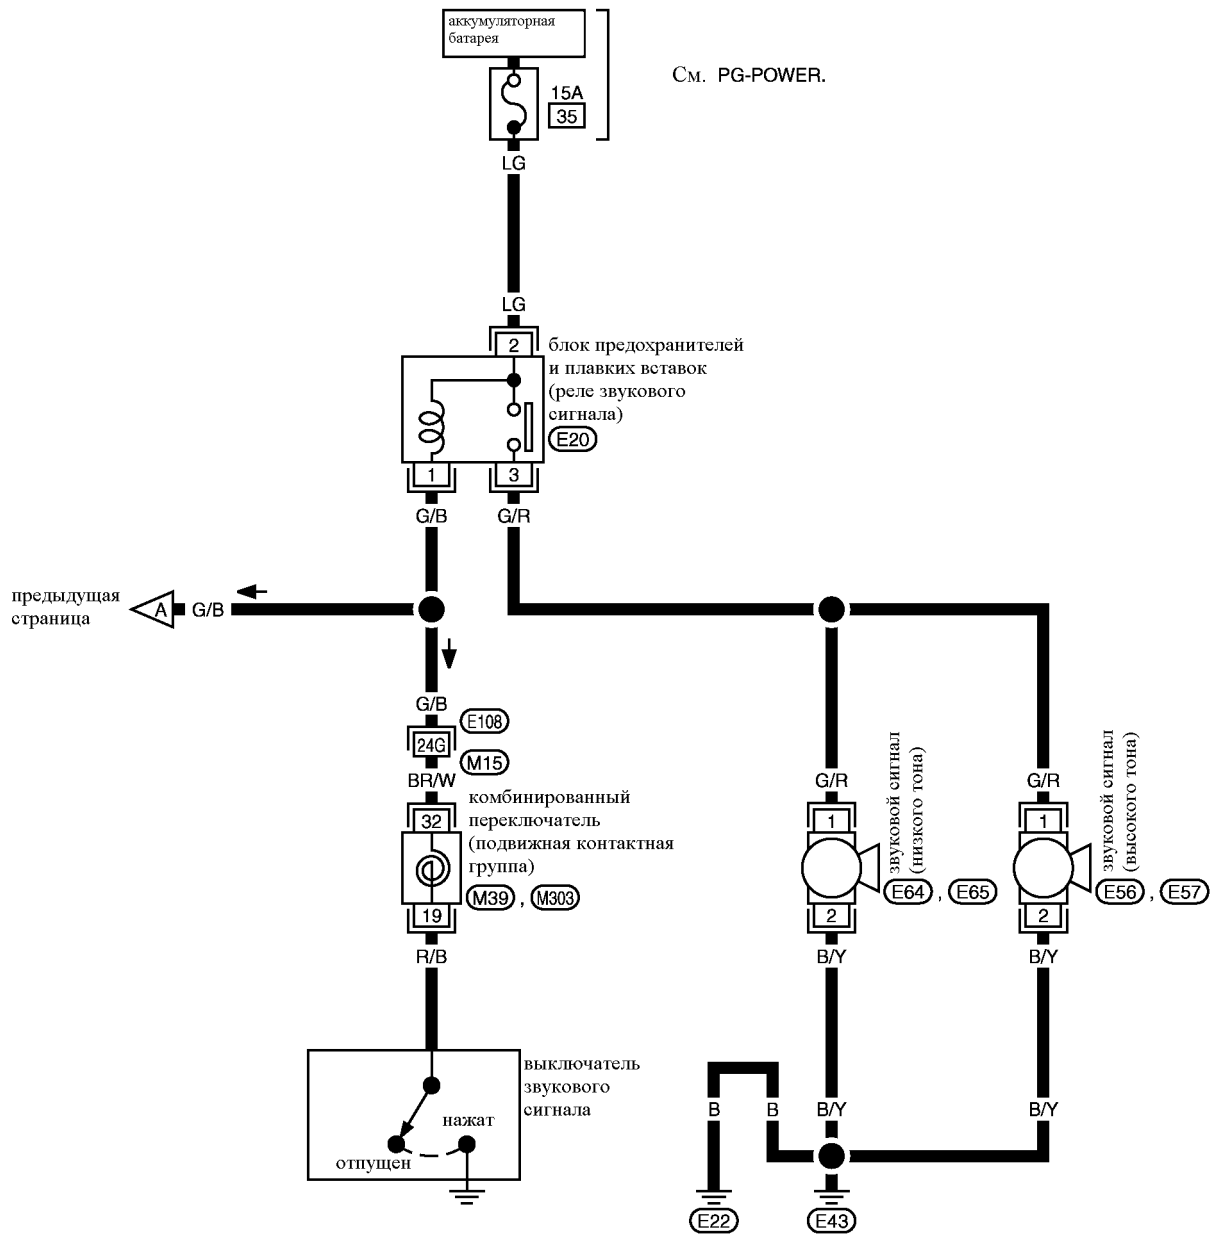 аккумуляторная
батарея
См. PG-POWER.
15A
35
LG
LG
2
блок предохранителей
и плавких вставок
(реле звукового
сигнала)
E20
1
3
G/B
G/R
предыдущая
страница
A
G/B
G/B
E108
24G
M15
BR/W
32
комбинированный
переключатель
(подвижная контактная
группа)
M39 , M303
19
R/B
G/R
1
звуковой сигнал
(низкого тона)
E64 , E65
2
B/Y
G/R
1
звуковой сигнал
(высокого тона)
E56 , E57
2
B/Y
выключатель
звукового
сигнала
нажат
отпущен
B
B
B/Y
B/Y
E22
E43